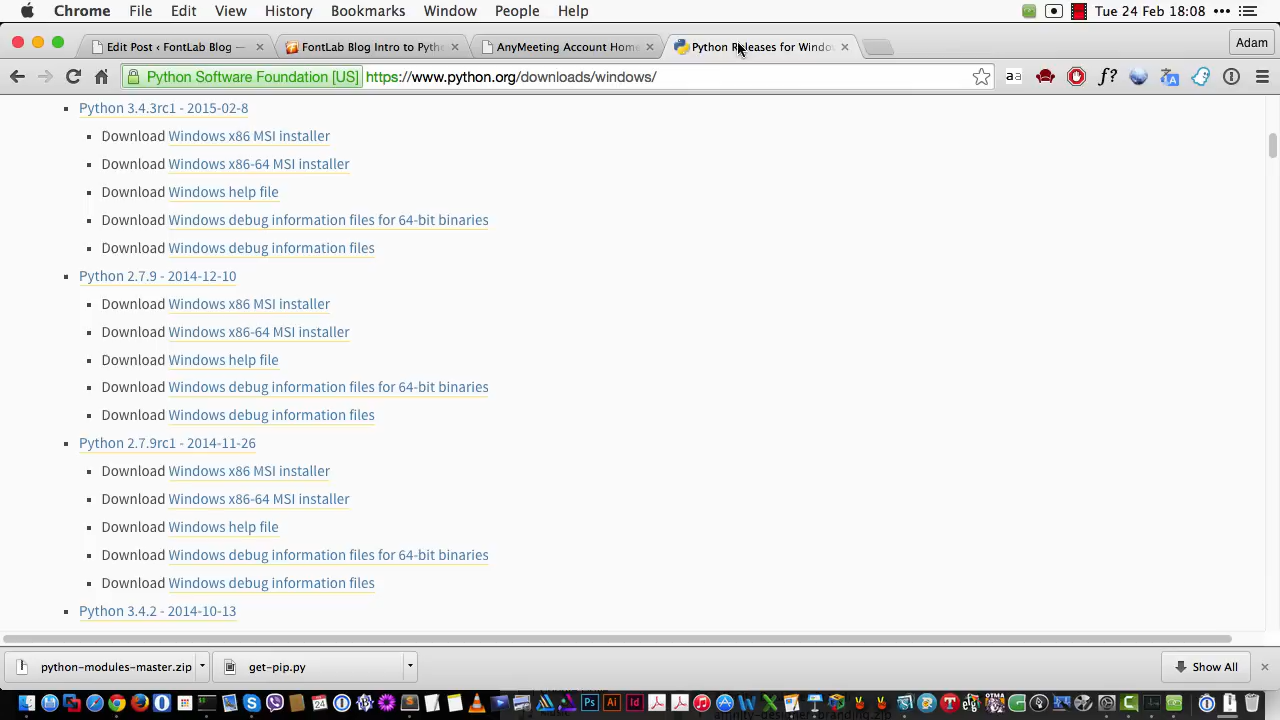 Chrome File Edit View History Bookmarks Window People Help Tue 24 Feb 18:08
Edit Post ‹ FontLab Blog — FontLab Blog Intro to Pyth AnyMeeting Account Home Python Releases for Windo Adam
Python Software Foundation [US] https://www.python.org/downloads/windows/
Python 3.4.3rc1 - 2015-02-8
Download Windows x86 MSI installer
Download Windows x86-64 MSI installer
Download Windows help file
Download Windows debug information files for 64-bit binaries
Download Windows debug information files
Python 2.7.9 - 2014-12-10
Download Windows x86 MSI installer
Download Windows x86-64 MSI installer
Download Windows help file
Download Windows debug information files for 64-bit binaries
Download Windows debug information files
Python 2.7.9rc1 - 2014-11-26
Download Windows x86 MSI installer
Download Windows x86-64 MSI installer
Download Windows help file
Download Windows debug information files for 64-bit binaries
Download Windows debug information files
Python 3.4.2 - 2014-10-13
python-modules-master.zip get-pip.py Show All